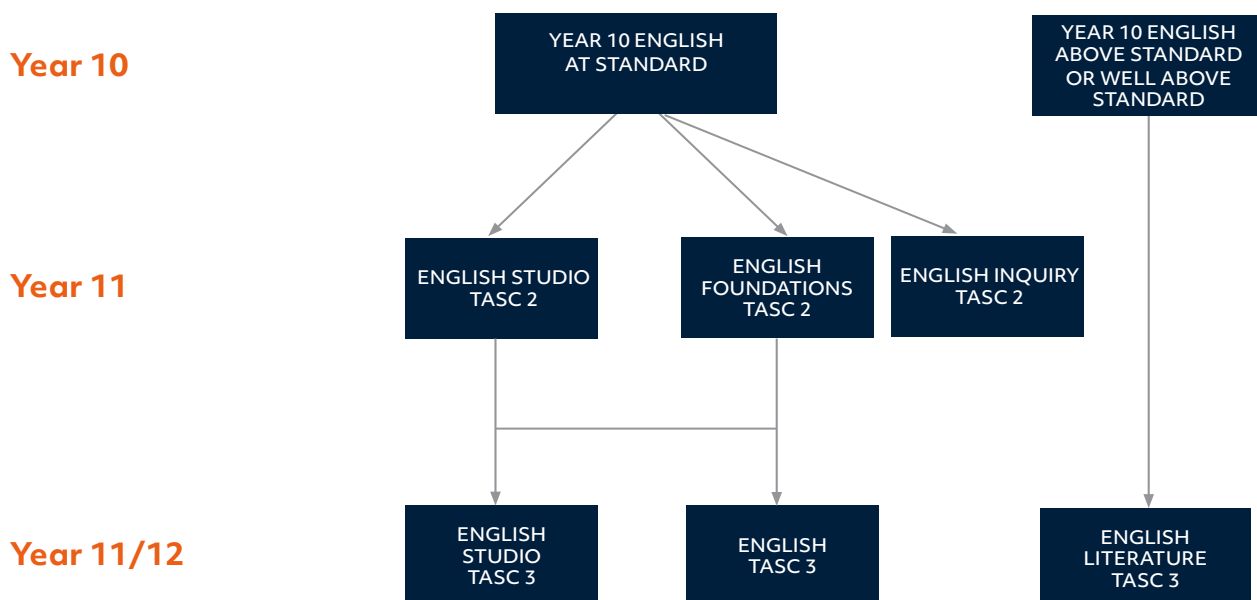 Year 10
YEAR 10 ENGLISH
AT STANDARD
YEAR 10 ENGLISH
ABOVE STANDARD
OR WELL ABOVE
STANDARD
Year 11
ENGLISH STUDIO
TASC 2
ENGLISH
FOUNDATIONS
TASC 2
ENGLISH INQUIRY
TASC 2
Year 11/12
ENGLISH
STUDIO
TASC 3
ENGLISH
TASC 3
ENGLISH
LITERATURE
TASC 3